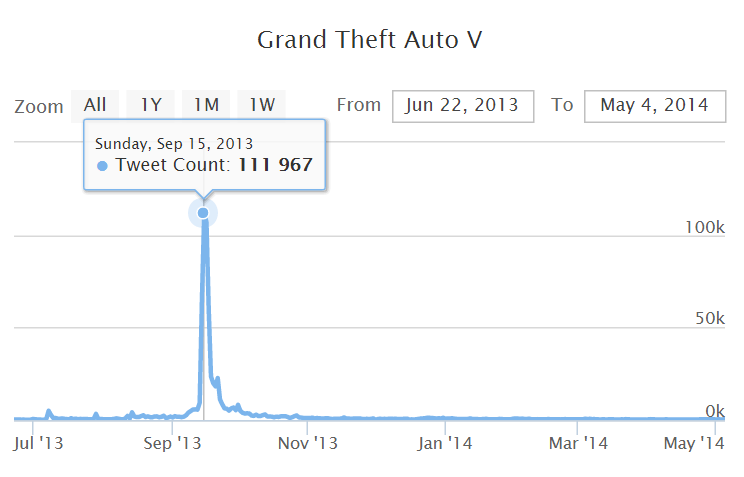 Grand Theft Auto V
Zoom All 1Y 1M 1W From Jun 22, 2013 To May 4, 2014
Sunday, Sep 15, 2013
Tweet Count: 111 967
100k
50k
0k
Jul '13 Sep '13 Nov '13 Jan '14 Mar '14 May '14